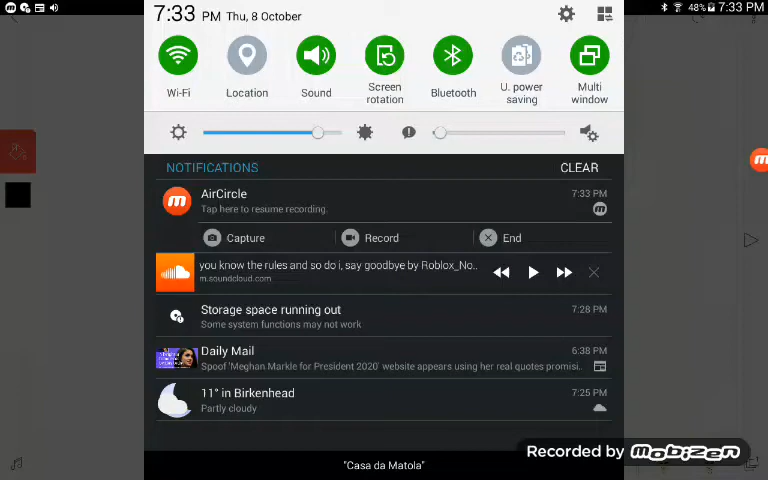 7:33 PM Thu, 8 October
48% 7:33 PM
Wi-Fi
Location
Sound
Screen
rotation
Bluetooth
U. power
saving
Multi
window
NOTIFICATIONS
CLEAR
AirCircle
7:33 PM
Tap here to resume recording.
Capture
Record
End
you know the rules and so do i, say goodbye by Roblox_No..
m.soundcloud.com
Storage space running out
7:28 PM
Some system functions may not work
Daily Mail
6:38 PM
Spoof 'Meghan Markle for President 2020' website appears using her real quotes promisi..
11° in Birkenhead
7:25 PM
Partly cloudy
Recorded by mobizen
"Casa da Matola"